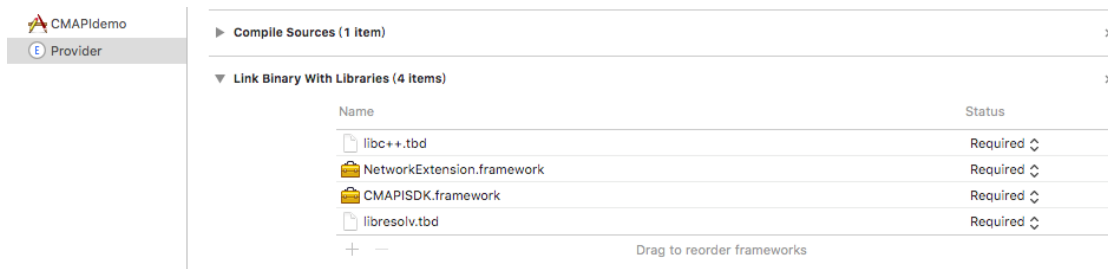 CMAPIdemo
E Provider
Compile Sources (1 item)
Link Binary With Libraries (4 items)
Name Status
libc++.tbd Required
NetworkExtension.framework Required
CMAPISDK.framework Required
libresolv.tbd Required
Drag to reorder frameworks